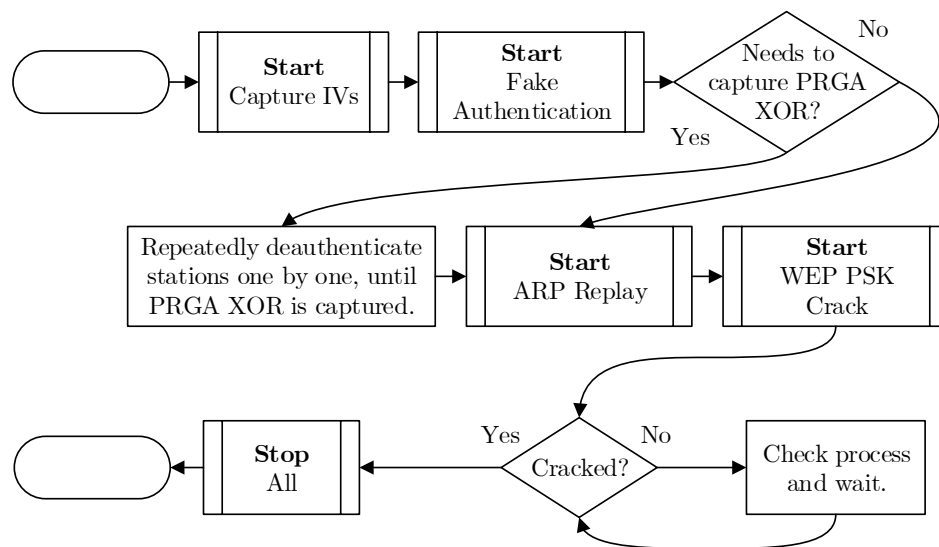 Start
Capture IVs
Start
Fake
Authentication
Needs to
capture PRGA
XOR?
No
Yes
Repeatedly deauthenticate
stations one by one, until
PRGA XOR is captured.
Start
ARP Replay
Start
WEP PSK
Crack
Stop
All
Yes
Cracked?
No
Check process
and wait.